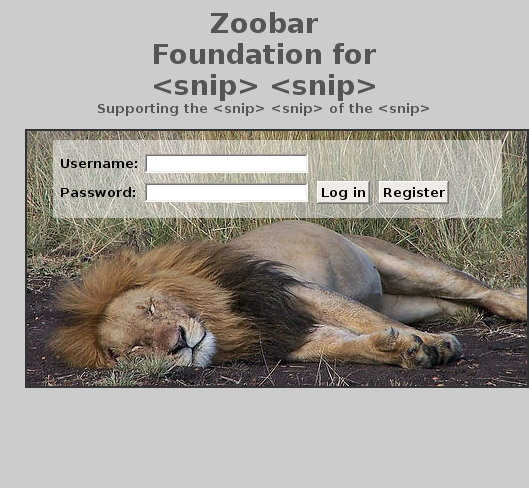 Zoobar
Foundation for
<snip> <snip>
Supporting the <snip> <snip> of the <snip>
Username:
Password: Log in Register